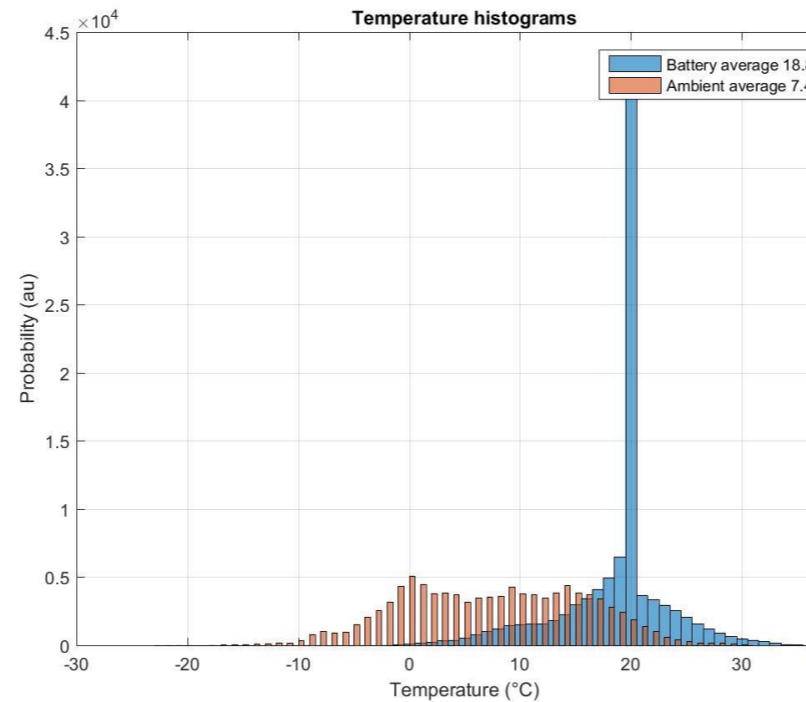 Temperature histograms
×10⁴
4.5
4
3.5
3
2.5
2
1.5
1
0.5
0
Probability (au)
Battery average 18.
Ambient average 7.4
-30 -20 -10 0 10 20 30
Temperature (°C)